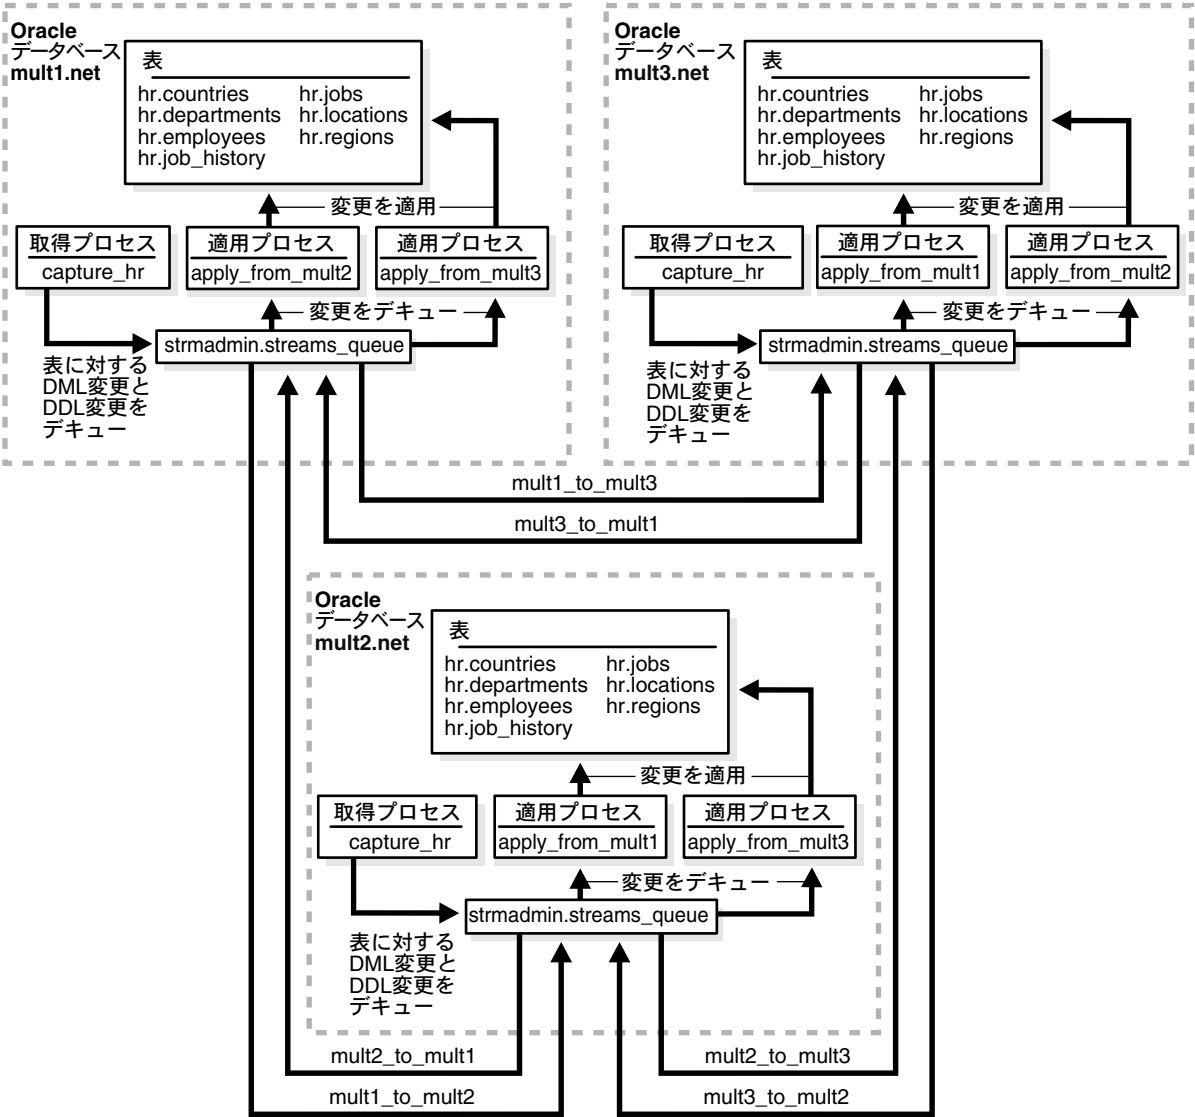 Oracle
データベース
mult1.net
表
hr.countries hr.jobs
hr.departments hr.locations
hr.employees hr.regions
hr.job_history
変更を適用
取得プロセス
capture_hr
適用プロセス
apply_from_mult2
適用プロセス
apply_from_mult3
変更をデキュー
strmadmin.streams_queue
表に対する
DML変更と
DDL変更を
デキュー
Oracle
データベース
mult3.net
表
hr.countries hr.jobs
hr.departments hr.locations
hr.employees hr.regions
hr.job_history
変更を適用
取得プロセス
capture_hr
適用プロセス
apply_from_mult1
適用プロセス
apply_from_mult2
変更をデキュー
strmadmin.streams_queue
表に対する
DML変更と
DDL変更を
デキュー
mult1_to_mult3
mult3_to_mult1
Oracle
データベース
mult2.net
表
hr.countries hr.jobs
hr.departments hr.locations
hr.employees hr.regions
hr.job_history
変更を適用
取得プロセス
capture_hr
適用プロセス
apply_from_mult1
適用プロセス
apply_from_mult3
変更をデキュー
strmadmin.streams_queue
表に対する
DML変更と
DDL変更を
デキュー
mult2_to_mult1
mult2_to_mult3
mult1_to_mult2
mult3_to_mult2